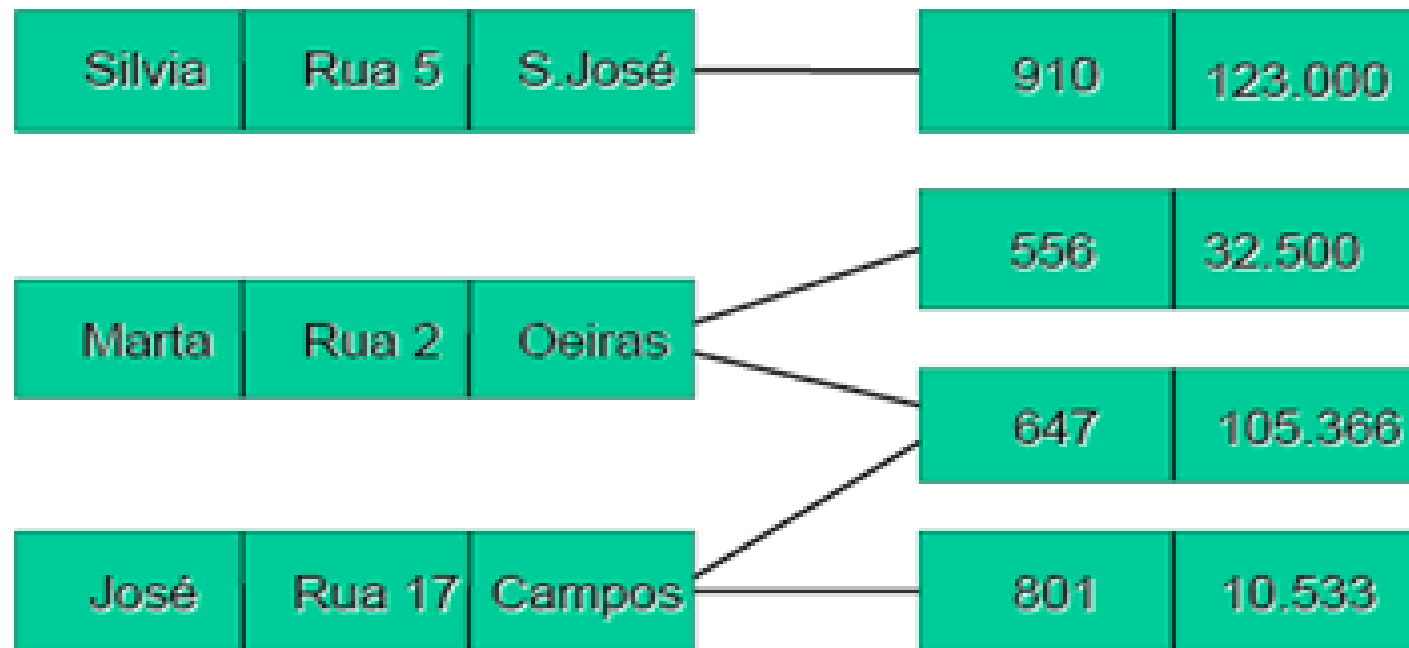 Silvia Rua 5 S.José 910 123.000
556 32.500
Marta Rua 2 Oeiras
647 105.366
José Rua 17 Campos 801 10.533